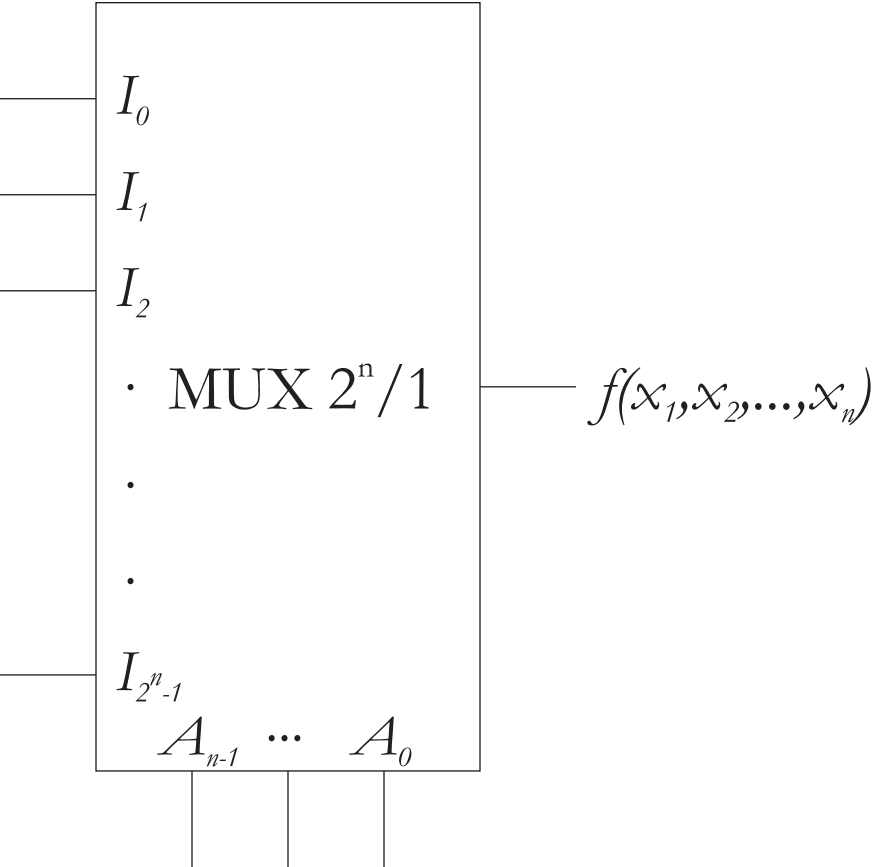 I₀
I₁
I₂
. MUX 2ⁿ/1 f(x₁,x₂,...,xₙ)
.
.
I₂ⁿ₋₁
Aₙ₋₁ ... A₀